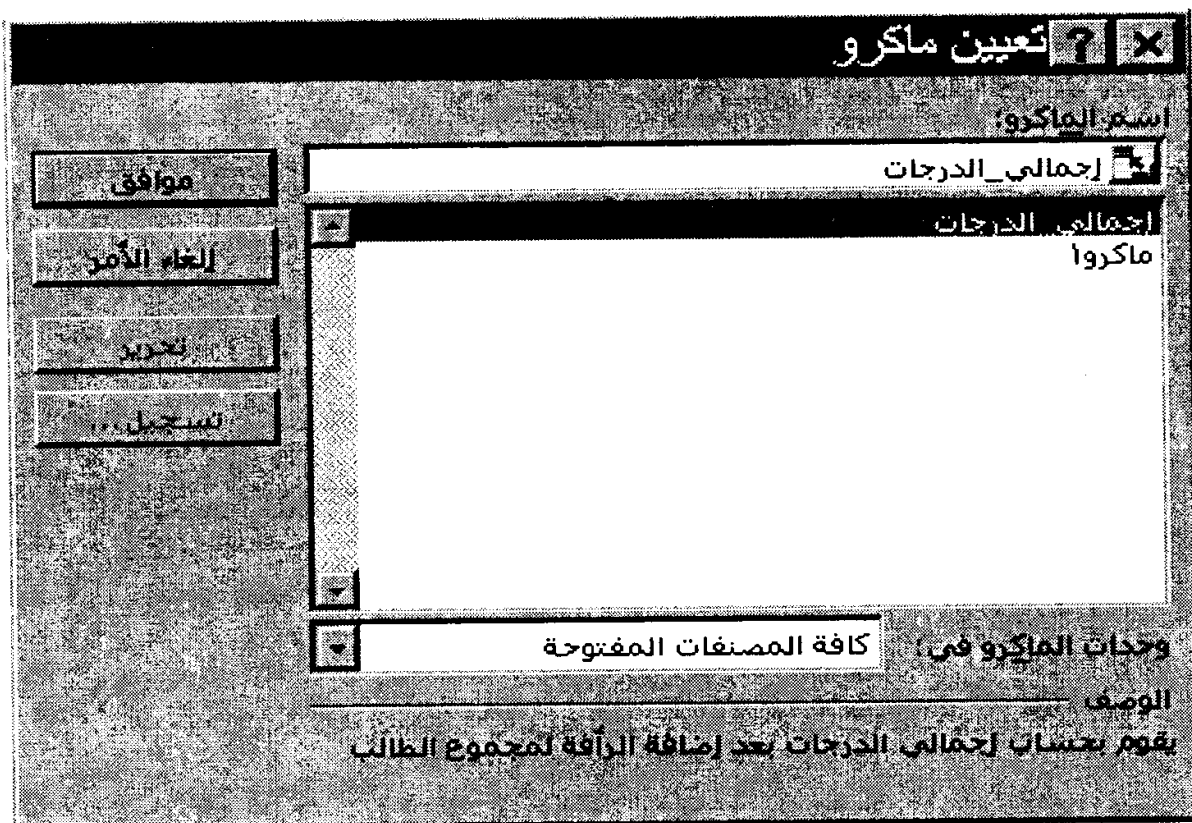 تعيين ماكرو
اسم الماكرو:
إجمالي_الدرجات
إجمالي_الدرجات
ماكرو١
موافق
إلغاء الأمر
تحرير
تسجيل...
وحدات الماكرو في:
كافة المصنفات المفتوحة
الوصف
يقوم بحساب إجمالي الدرجات بعد إضافة الرأفة لمجموع الطالب